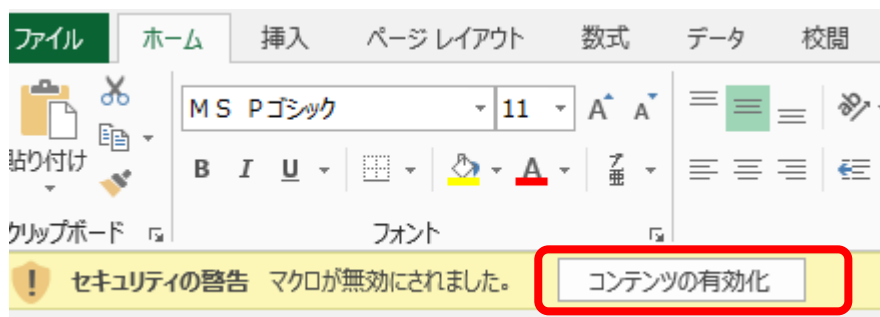 ファイル ホーム 挿入 ページ レイアウト 数式 データ 校閲
MS Pゴシック 11 A A
貼り付け B I U A ア亜
クリップボード フォント
セキュリティの警告 マクロが無効にされました。 コンテンツの有効化